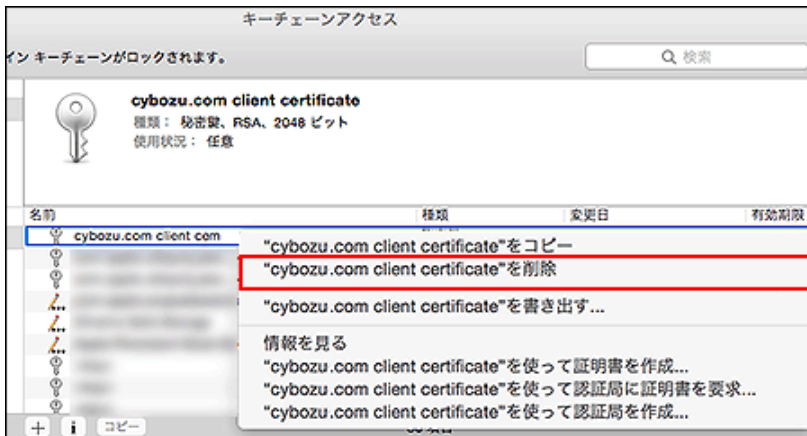 キーチェーンアクセス
イン キーチェーンがロックされます。
検索
cybozu.com client certificate
種類： 秘密鍵、RSA、2048 ビット
使用状況： 任意
名前 種類 変更日 有効期限
cybozu.com client com
"cybozu.com client certificate"をコピー
"cybozu.com client certificate"を削除
"cybozu.com client certificate"を書き出す...
情報を見る
"cybozu.com client certificate"を使って証明書を作成...
"cybozu.com client certificate"を使って認証局に証明書を要求...
"cybozu.com client certificate"を使って認証局を作成...
コピー